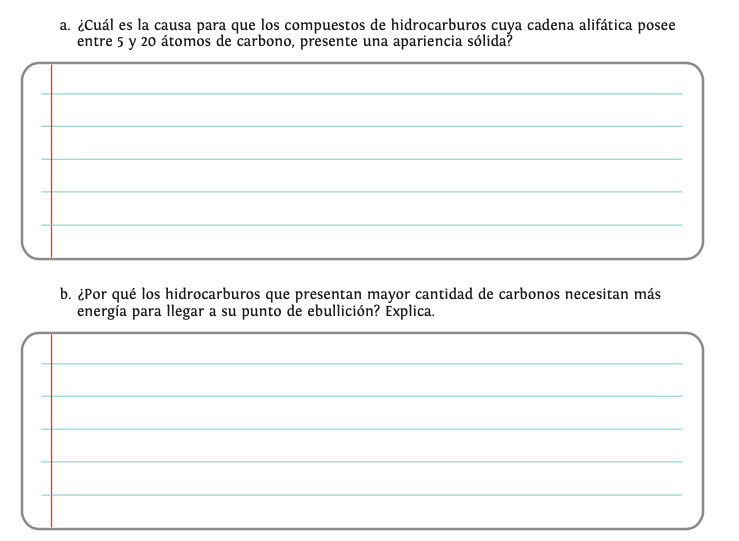 a. ¿Cuál es la causa para que los compuestos de hidrocarburos cuya cadena alifática posee
entre 5 y 20 átomos de carbono, presente una apariencia sólida?
b. ¿Por qué los hidrocarburos que presentan mayor cantidad de carbonos necesitan más
energía para llegar a su punto de ebullición? Explica.